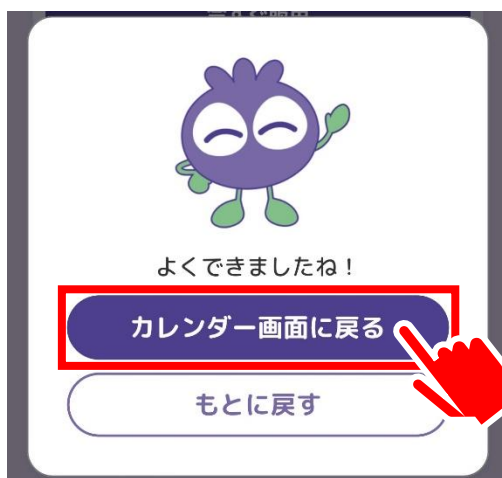 よくできましたね！
カレンダー画面に戻る
もとに戻す